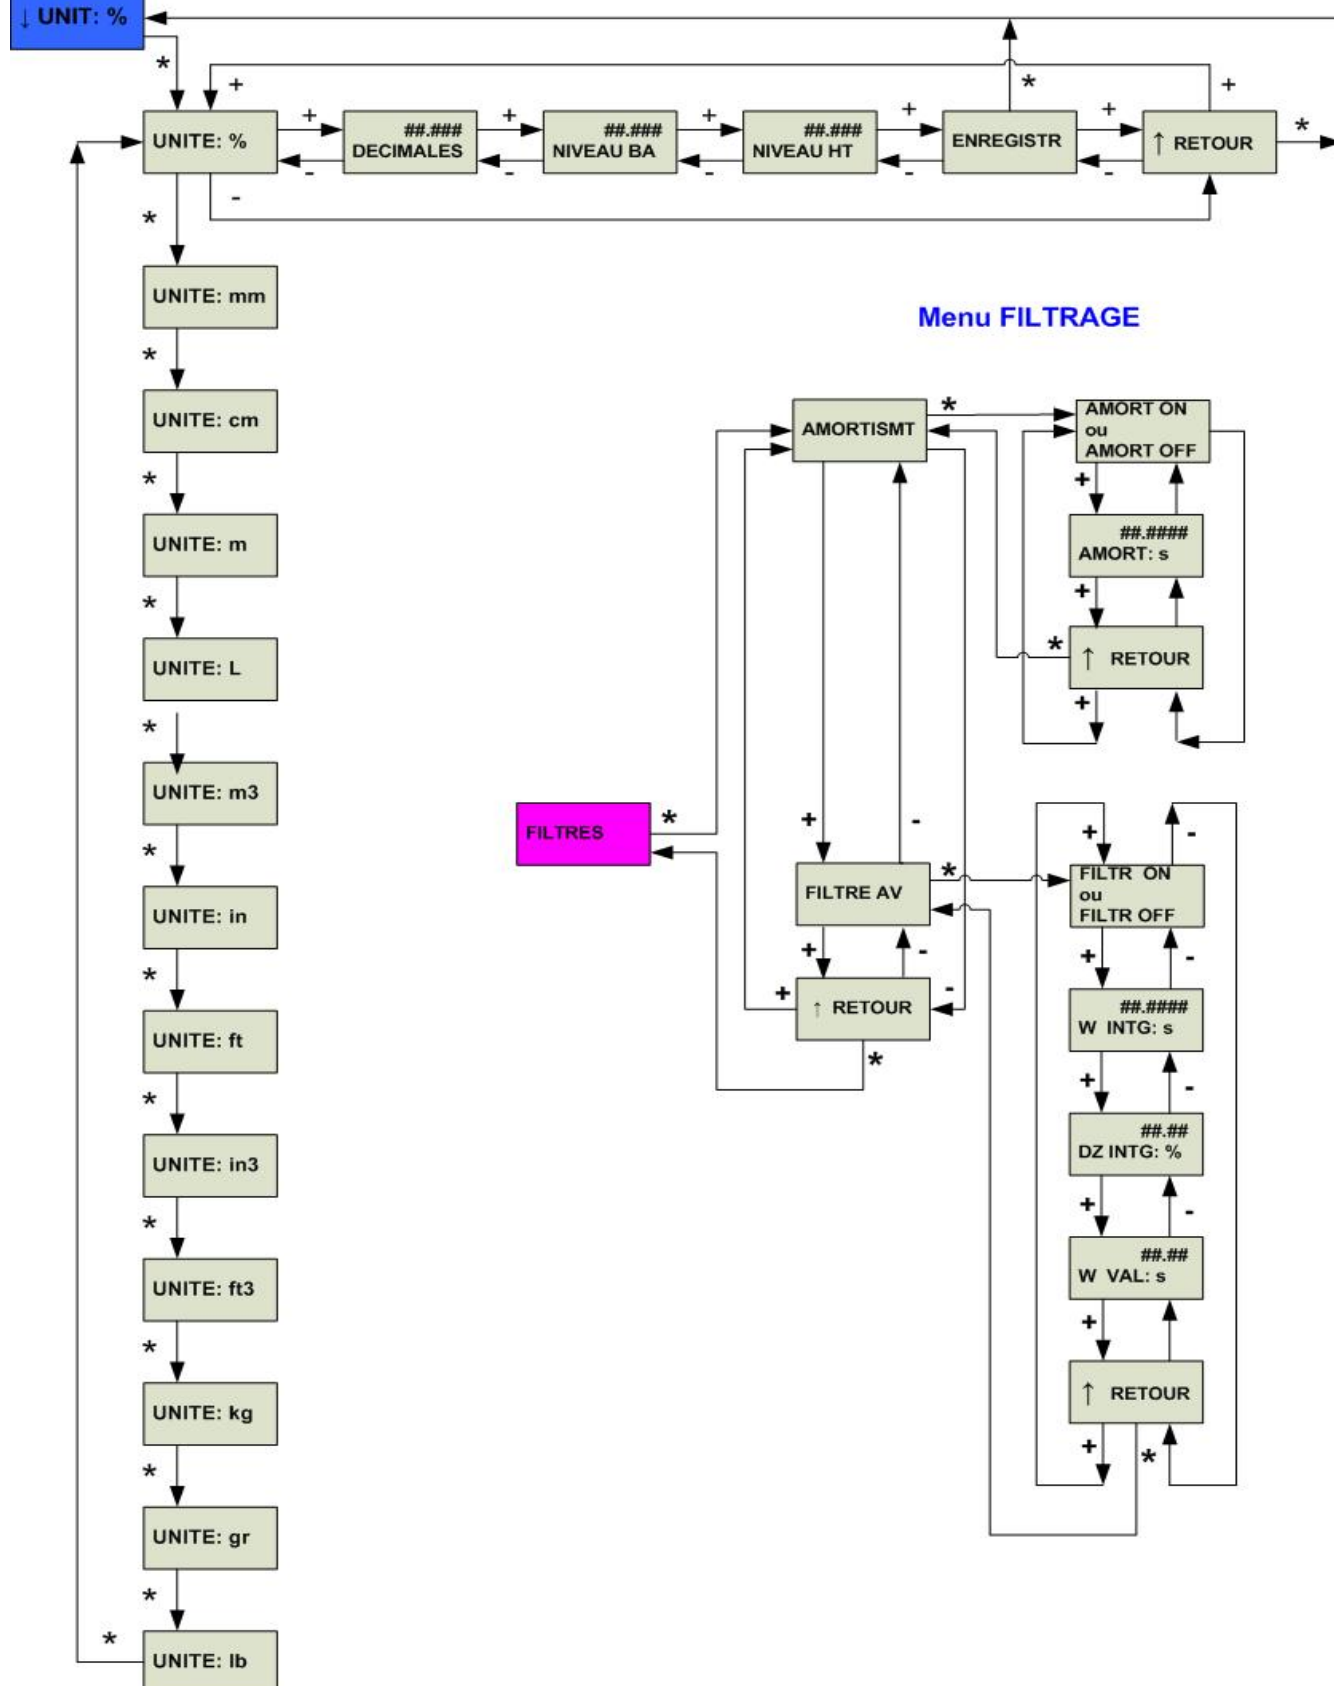 ↓ UNIT: %
*
+
*
+
UNITE: %
+
-
##.###
DECIMALES
+
-
##.###
NIVEAU BA
+
-
##.###
NIVEAU HT
+
-
ENREGISTR
+
-
↑ RETOUR
*
*
-
UNITE: mm
*
UNITE: cm
*
UNITE: m
*
UNITE: L
*
UNITE: m3
*
UNITE: in
*
UNITE: ft
*
UNITE: in3
*
UNITE: ft3
*
UNITE: kg
*
UNITE: gr
*
UNITE: lb
*
Menu FILTRAGE
FILTRES
*
AMORTISMT
*
+
-
FILTRE AV
*
+
-
+
↑ RETOUR
-
*
AMORT ON
ou
AMORT OFF
+
##.####
AMORT: s
+
*
↑ RETOUR
+
+
-
FILTR ON
ou
FILTR OFF
+
-
##.####
W INTG: s
+
-
##.##
DZ INTG: %
+
-
##.##
W VAL: s
+
↑ RETOUR
+
*